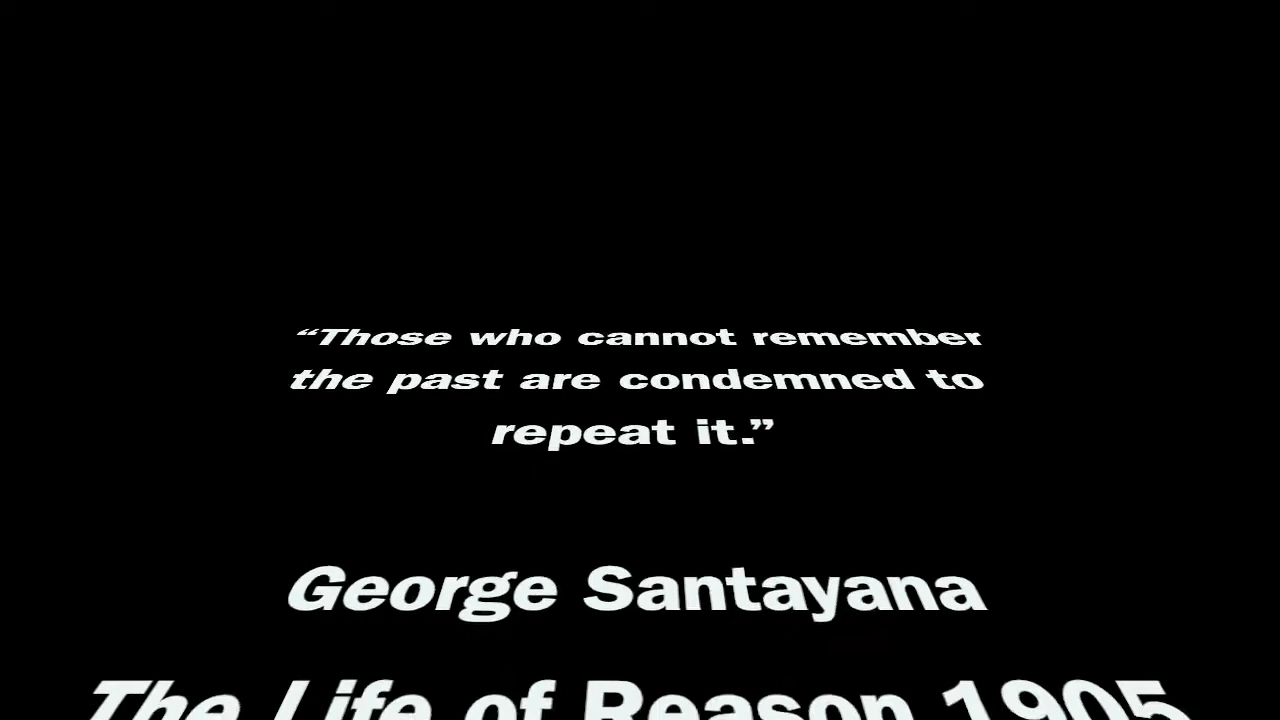 “Those who cannot remember
the past are condemned to
repeat it.”
George Santayana
The Life of Reason 1905